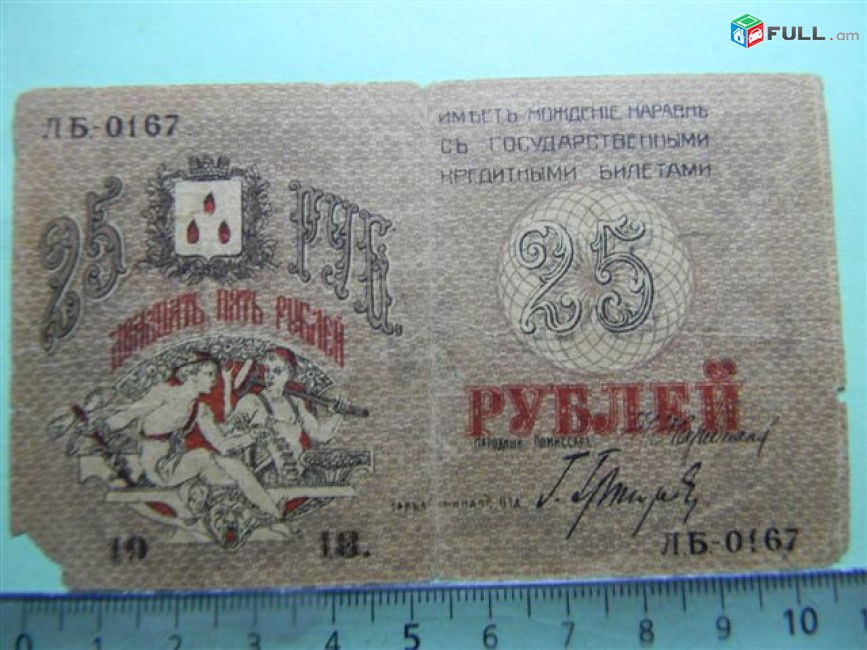 FULL.am
ЛБ-0167
ИМѢЕТЪ ХОЖДЕНІЕ НАРАВНѢ
СЪ ГОСУДАРСТВЕННЫМИ
КРЕДИТНЫМИ БИЛЕТАМИ
25 РУБ.
25
ДВАДЦАТЬ ПЯТЬ РУБЛЕЙ
РУБЛЕЙ
НАРОДНЫЙ КОМИССАРЪ
19 18.
ЛБ-0167
0 1 2 3 4 5 6 7 8 9 10